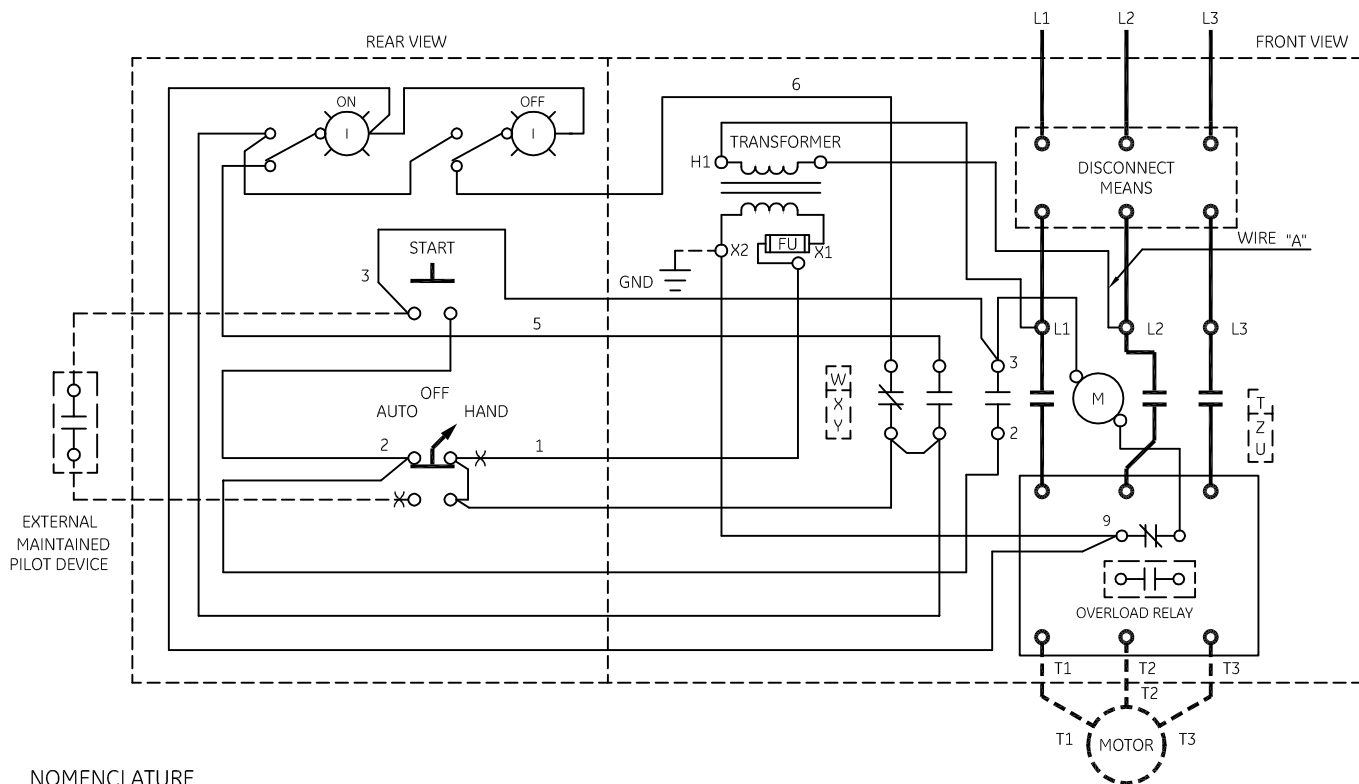 L1 L2 L3
REAR VIEW
FRONT VIEW
6
ON
OFF
I
I
TRANSFORMER
H1
DISCONNECT
MEANS
WIRE "A"
START
3
FU
X2
X1
GND
5
L1
L2
L3
3
W
X
Y
M
T
Z
U
OFF
AUTO
HAND
2
1
2
9
EXTERNAL
MAINTAINED
PILOT DEVICE
OVERLOAD RELAY
T1
T2
T3
T2
T1
MOTOR
T3
NOMENCLATURE